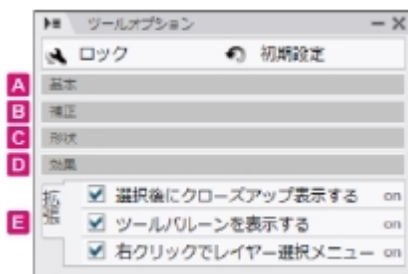 ツールオプション
ロック 初期設定
A 基本
B 補正
C 形状
D 効果
拡張
選択後にクローズアップ表示する on
E ツールバルーンを表示する on
右クリックでレイヤー選択メニュー on